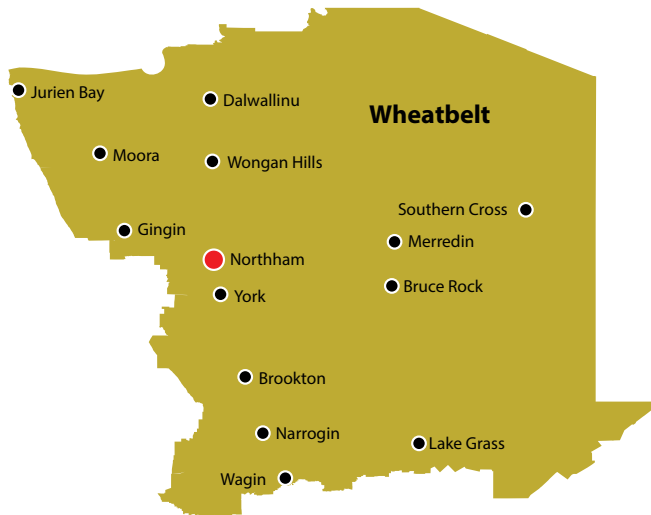 Jurien Bay
Dalwallinu
Wheatbelt
Moora
Wongan Hills
Southern Cross
Gingin
Merredin
Northham
Bruce Rock
York
Brookton
Narrogin
Lake Grass
Wagin